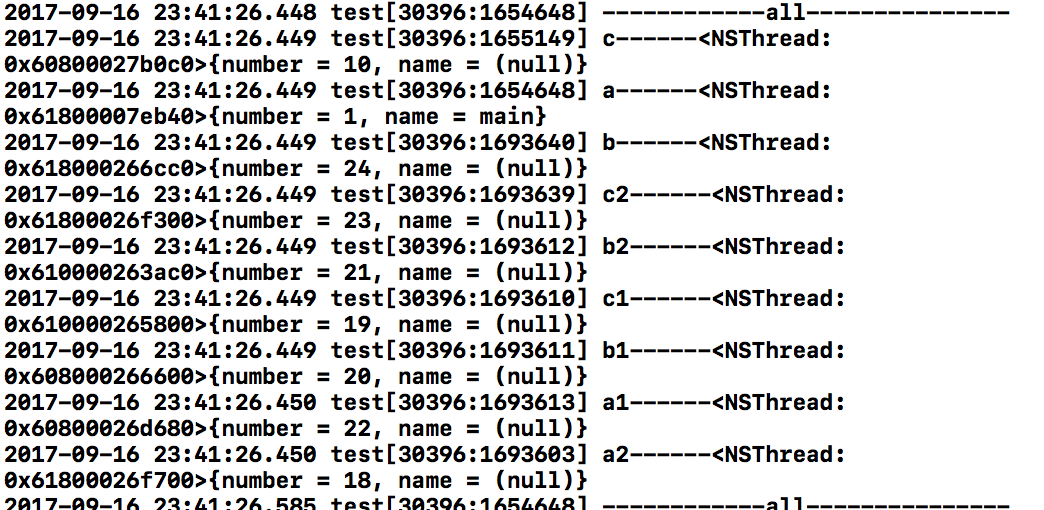 2017-09-16 23:41:26.448 test[30396:1654648] ------------all---------------
2017-09-16 23:41:26.449 test[30396:1655149] c------<NSThread:
0x60800027b0c0>{number = 10, name = (null)}
2017-09-16 23:41:26.449 test[30396:1654648] a------<NSThread:
0x61800007eb40>{number = 1, name = main}
2017-09-16 23:41:26.449 test[30396:1693640] b------<NSThread:
0x618000266cc0>{number = 24, name = (null)}
2017-09-16 23:41:26.449 test[30396:1693639] c2------<NSThread:
0x61800026f300>{number = 23, name = (null)}
2017-09-16 23:41:26.449 test[30396:1693612] b2------<NSThread:
0x610000263ac0>{number = 21, name = (null)}
2017-09-16 23:41:26.449 test[30396:1693610] c1------<NSThread:
0x610000265800>{number = 19, name = (null)}
2017-09-16 23:41:26.449 test[30396:1693611] b1------<NSThread:
0x608000266600>{number = 20, name = (null)}
2017-09-16 23:41:26.450 test[30396:1693613] a1------<NSThread:
0x60800026d680>{number = 22, name = (null)}
2017-09-16 23:41:26.450 test[30396:1693603] a2------<NSThread:
0x61800026f700>{number = 18, name = (null)}
2017-09-16 23:41:26.585 test[30396:1654648] ------------all---------------